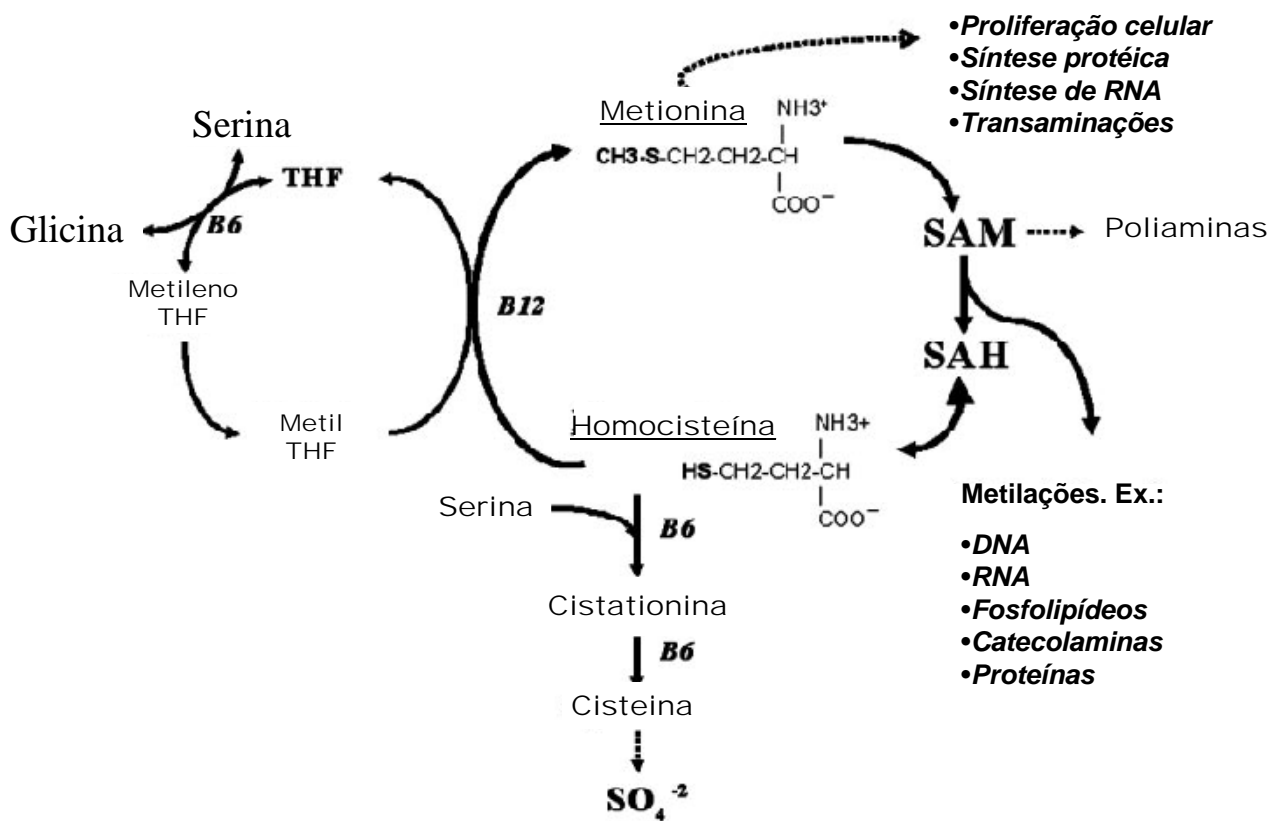 •Proliferação celular
•Síntese protéica
•Síntese de RNA
•Transaminações
Metionina
NH3+
CH3-S-CH2-CH2-CH
COO−
Serina
THF
Glicina
B6
SAM
Poliaminas
Metileno
THF
B12
SAH
Metil
THF
Homocisteína
NH3+
HS-CH2-CH2-CH
COO−
Serina
B6
Metilações. Ex.:
•DNA
•RNA
•Fosfolipídeos
•Catecolaminas
•Proteínas
Cistationina
B6
Cisteina
SO4 -2